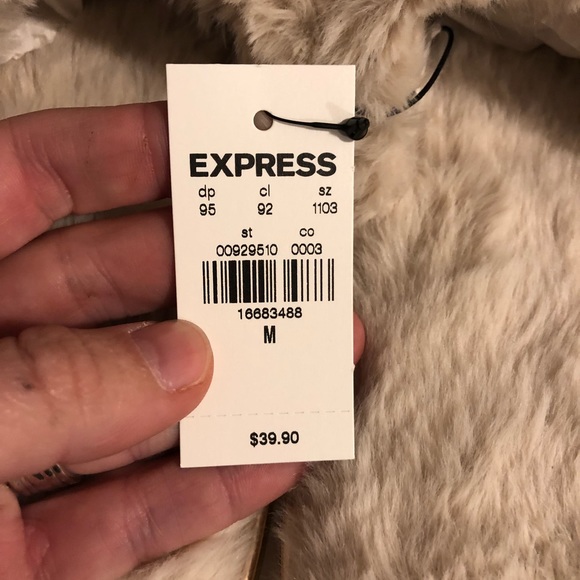 EXPRESS
dp cl sz
95 92 1103
st co
00929510 0003
16683488
M
$39.90